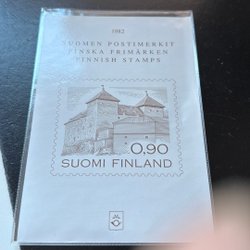 1982
SUOMEN POSTIMERKIT
FINSKA FRIMÄRKEN
FINNISH STAMPS
0,90
SUOMI FINLAND